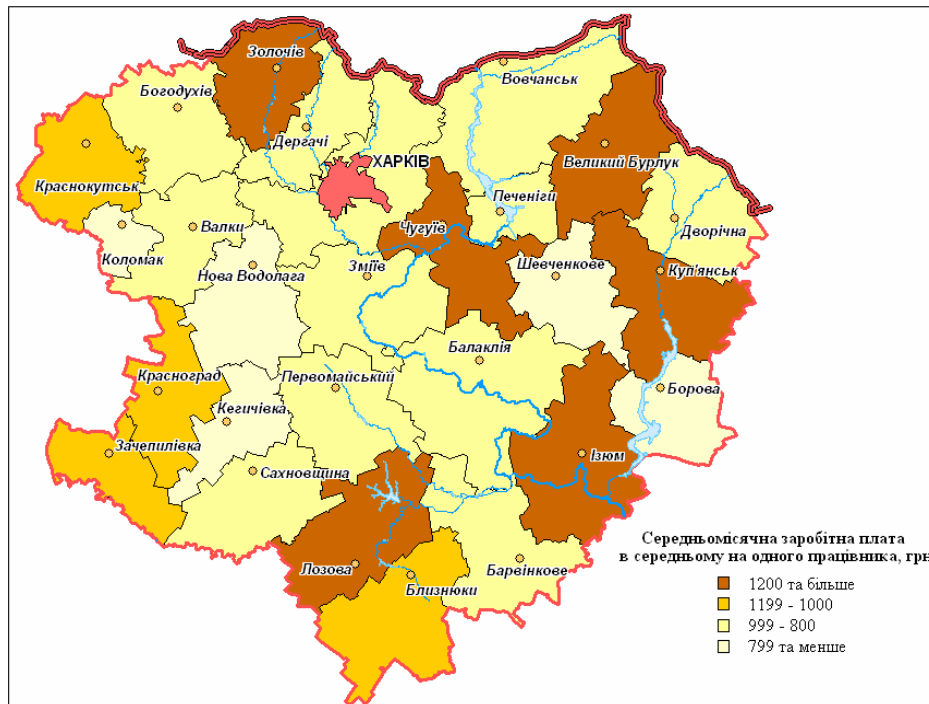 Золочів
Вовчанськ
Богодухів
Дергачі
ХАРКІВ
Великий Бурлук
Краснокутськ
Печеніги
Валки
Чугуїв
Дворічна
Коломак
Нова Водолага
Зміїв
Шевченкове
Куп'янськ
Балаклія
Красноград
Первомайський
Борова
Кегичівка
Зачепилівка
Ізюм
Сахновщина
Лозова
Близнюки
Барвінкове
Середньомісячна заробітна плата
в середньому на одного працівника, грн
1200 та більше
1199 - 1000
999 - 800
799 та менше